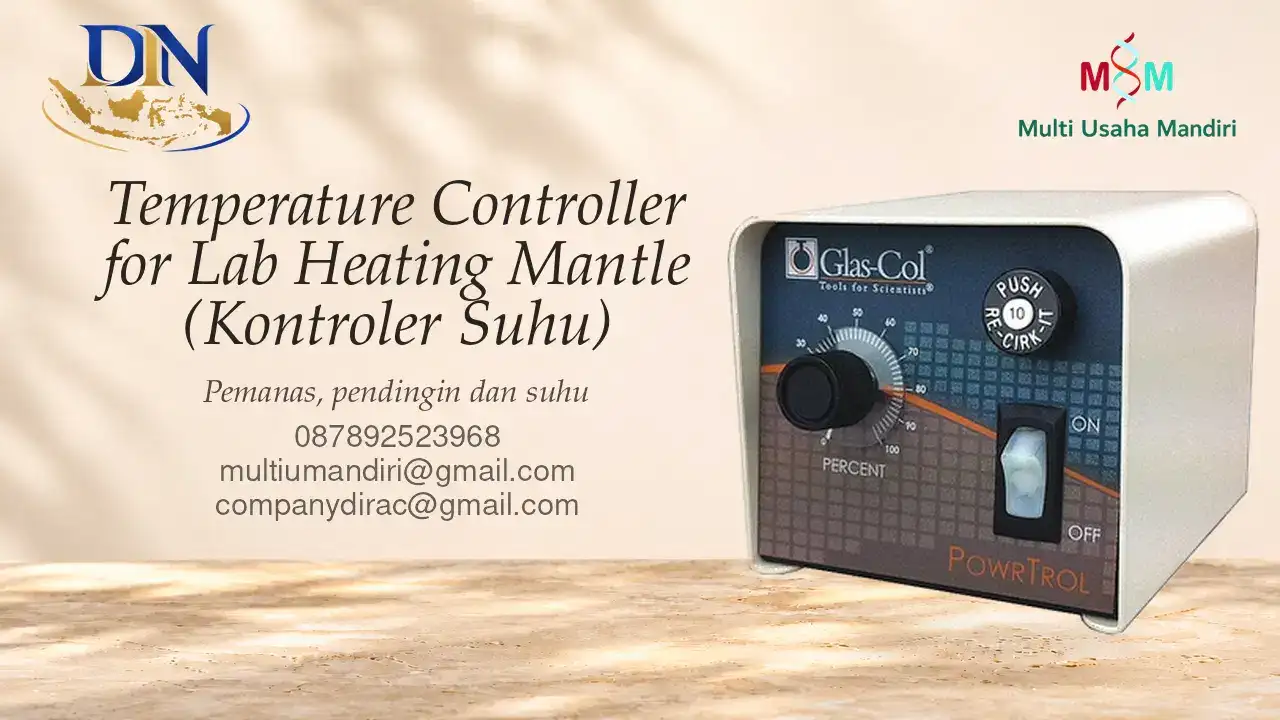 DIN
MSM
Multi Usaha Mandiri
Temperature Controller
for Lab Heating Mantle
(Kontroler Suhu)
Pemanas, pendingin dan suhu
087892523968
multiumandiri@gmail.com
companydirac@gmail.com
Glas-Col®
Tools for Scientists®
PUSH
10
RE-CIRK-IT
30 40 50 60 70 80 90 100
0
PERCENT
ON
OFF
POWRTROL